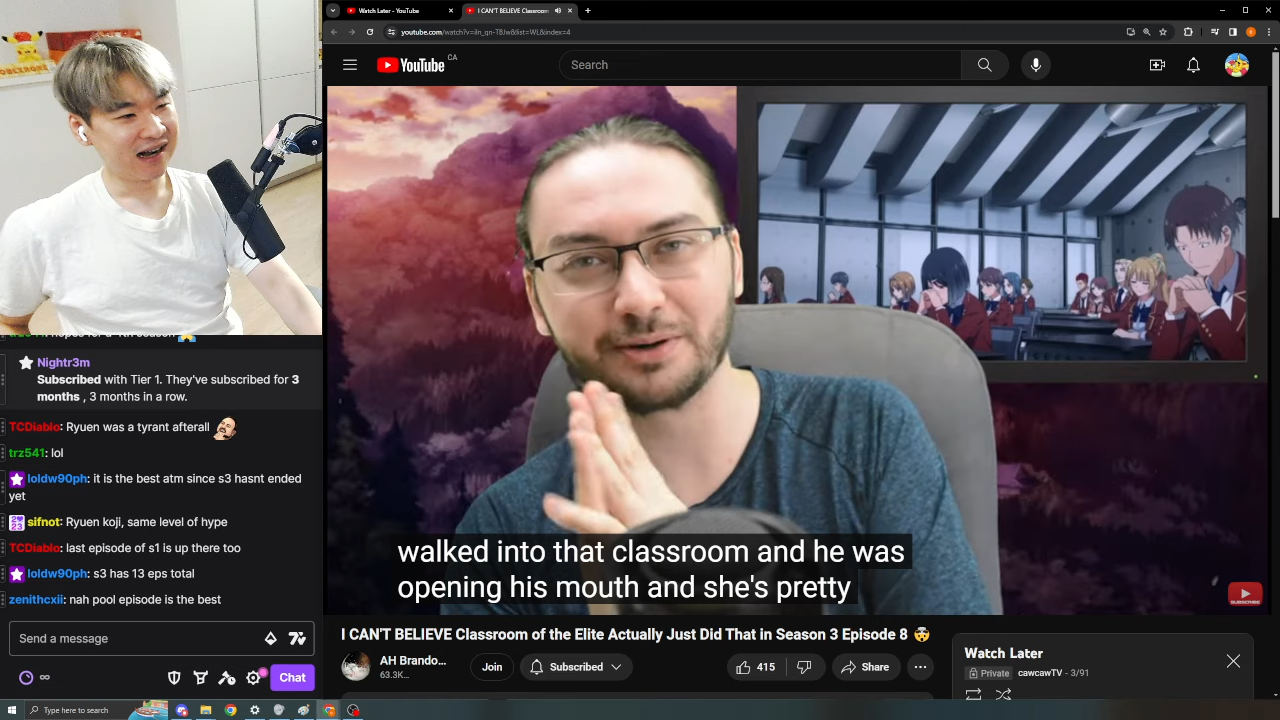 Watch Later - YouTube
I CAN'T BELIEVE Classroom
youtube.com/watch?v=iIn_qn-TBJw&list=WL&index=4
YouTube CA
Search
walked into that classroom and he was
opening his mouth and she's pretty
SUBSCRIBE
I CAN'T BELIEVE Classroom of the Elite Actually Just Did That in Season 3 Episode 8 🤯
AH Brando...
63.3K...
Join
Subscribed
415
Share
Watch Later
Private cawcawTV - 3/91
Nightr3m
Subscribed with Tier 1. They've subscribed for 3
months , 3 months in a row.
TCDiablo: Ryuen was a tyrant afterall
trz541: lol
loldw90ph: it is the best atm since s3 hasnt ended
yet
sifnot: Ryuen koji, same level of hype
TCDiablo: last episode of s1 is up there too
loldw90ph: s3 has 13 eps total
zenithcxii: nah pool episode is the best
Send a message
Chat
Type here to search